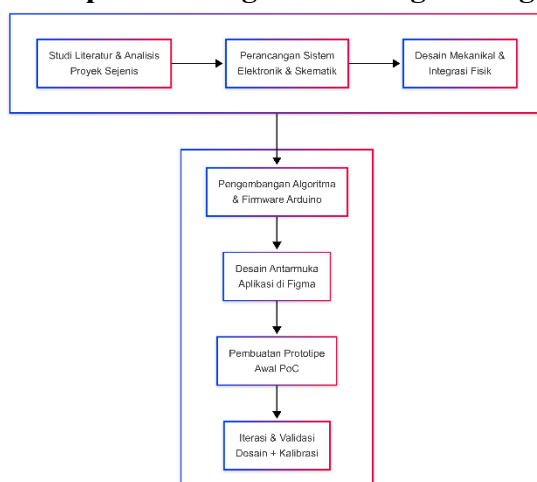 Studi Literatur & Analisis
Proyek Sejenis
Perancangan Sistem
Elektronik & Skematik
Desain Mekanikal &
Integrasi Fisik
Pengembangan Algoritma
& Firmware Arduino
Desain Antarmuka
Aplikasi di Figma
Pembuatan Prototipe
Awal PoC
Iterasi & Validasi
Dosain + Kalibrasi